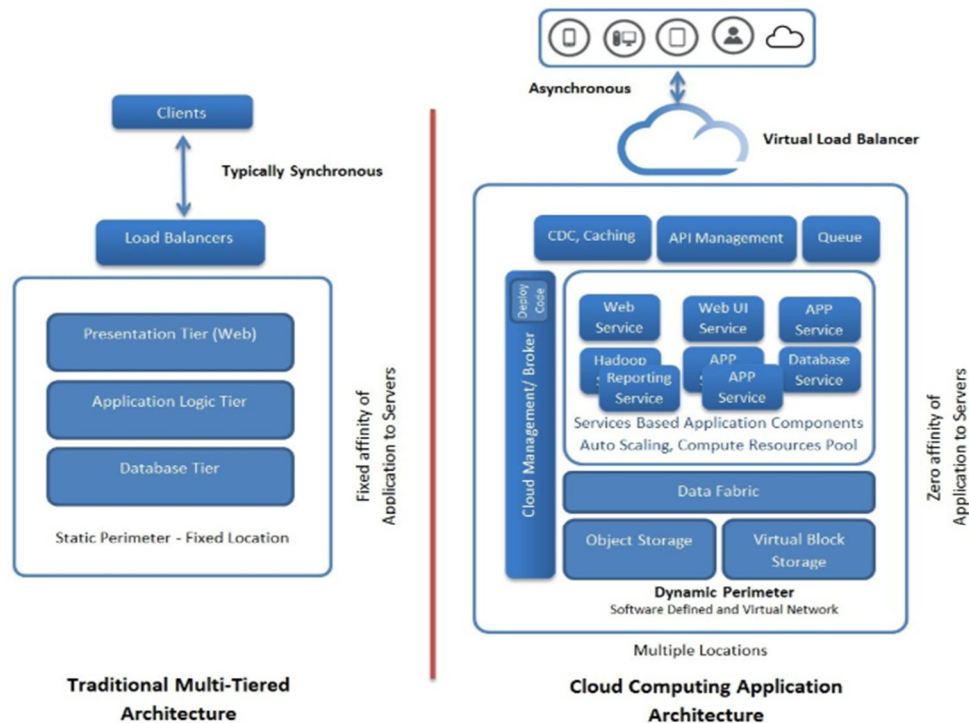 Clients
Typically Synchronous
Load Balancers
Presentation Tier (Web)
Application Logic Tier
Database Tier
Static Perimeter - Fixed Location
Fixed affinity of
Application to Servers
Traditional Multi-Tiered
Architecture
Asynchronous
Virtual Load Balancer
CDC, Caching
API Management
Queue
Deploy
Code
Cloud Management/ Broker
Web
Service
Web UI
Service
APP
Service
Hadoop
Reporting
Service
APP
APP
Service
Database
Service
Services Based Application Components
Auto Scaling, Compute Resources Pool
Data Fabric
Object Storage
Virtual Block
Storage
Dynamic Perimeter
Software Defined and Virtual Network
Multiple Locations
Zero affinity of
Application to Servers
Cloud Computing Application
Architecture